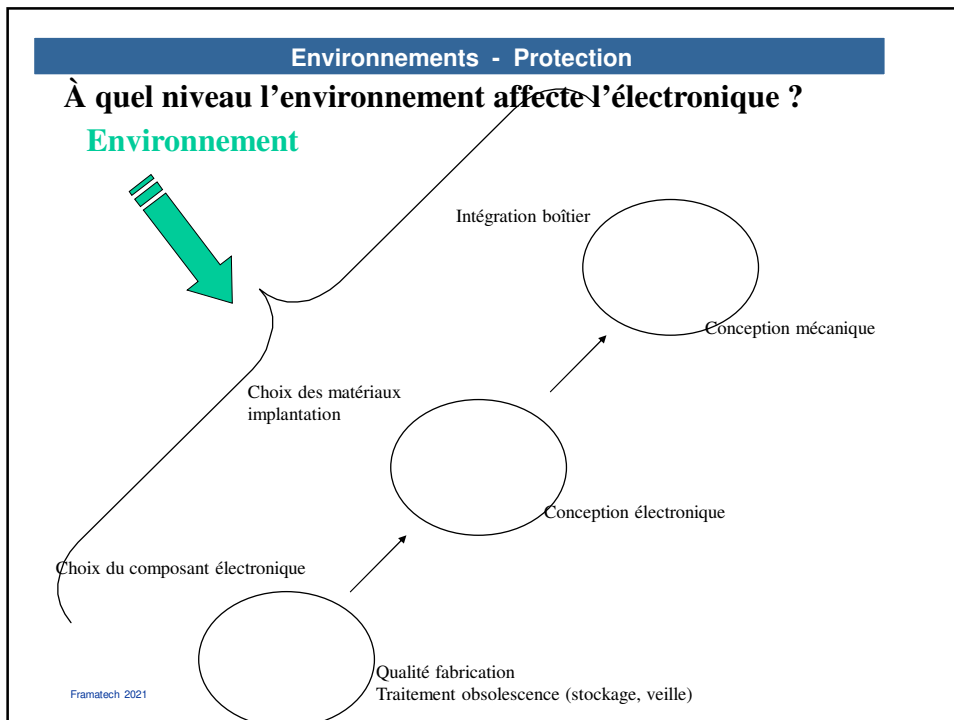 Environnements - Protection
À quel niveau l'environnement affecte l'électronique ?
Environnement
Intégration boîtier
Conception mécanique
Choix des matériaux
implantation
Conception électronique
Choix du composant électronique
Qualité fabrication
Traitement obsolescence (stockage, veille)
Framatech 2021